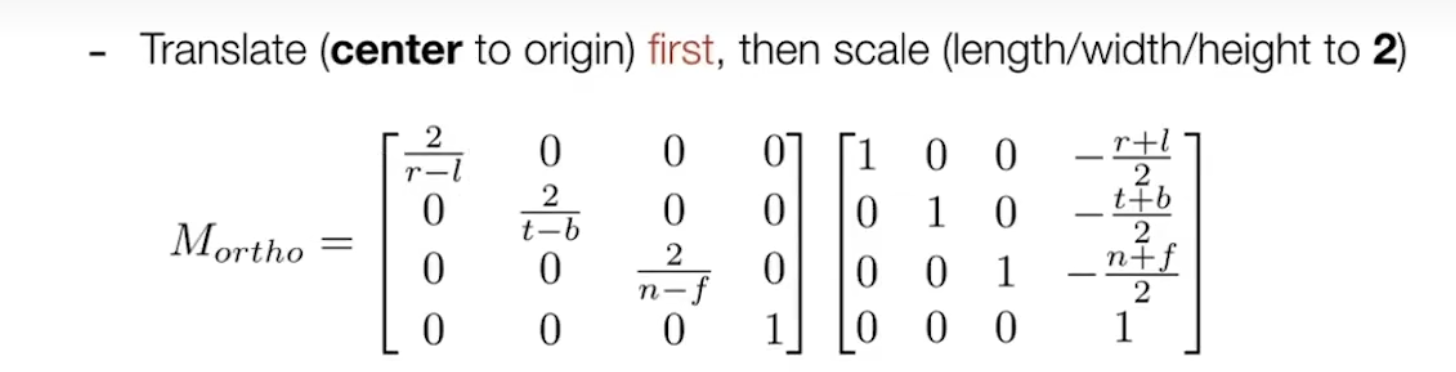 - Translate (center to origin) first, then scale (length/width/height to 2)
$M_{ortho} = \begin{bmatrix} \frac{2}{r-l} & 0 & 0 & 0 \\ 0 & \frac{2}{t-b} & 0 & 0 \\ 0 & 0 & \frac{2}{n-f} & 0 \\ 0 & 0 & 0 & 1 \end{bmatrix} \begin{bmatrix} 1 & 0 & 0 & -\frac{r+l}{2} \\ 0 & 1 & 0 & -\frac{t+b}{2} \\ 0 & 0 & 1 & -\frac{n+f}{2} \\ 0 & 0 & 0 & 1 \end{bmatrix}$